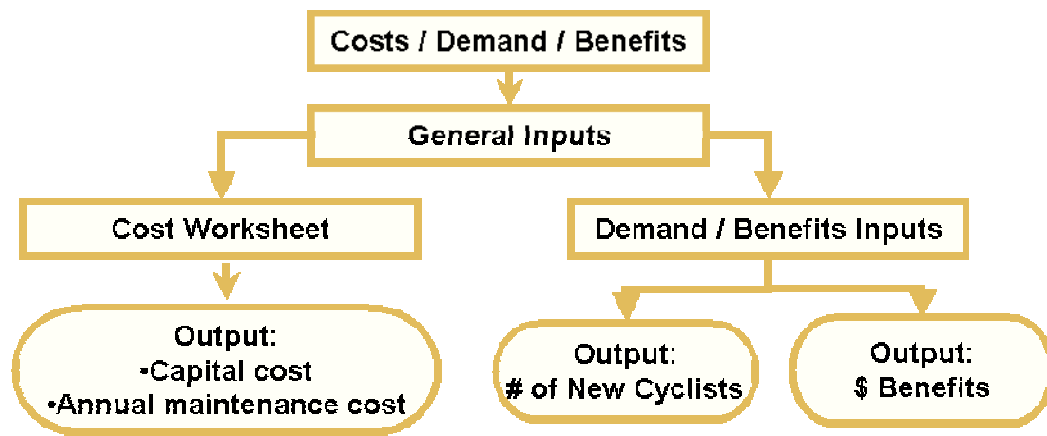 Costs / Demand / Benefits
General Inputs
Cost Worksheet
Demand / Benefits Inputs
Output:
•Capital cost
•Annual maintenance cost
Output:
# of New Cyclists
Output:
$ Benefits